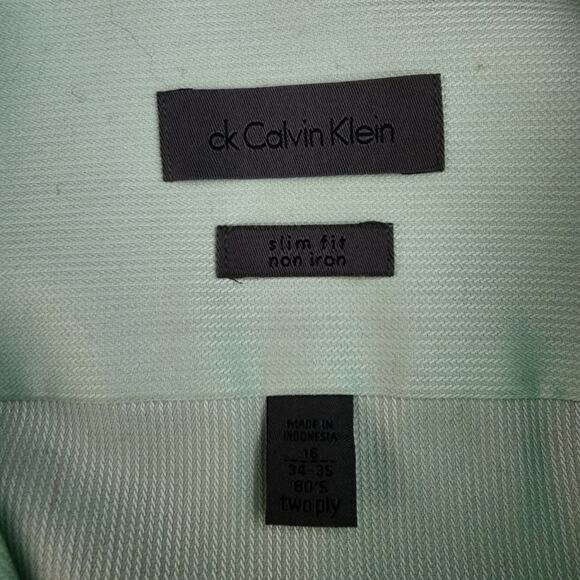 ck Calvin Klein
slim fit
non iron
MADE IN
INDONESIA
16
34-35
80'S
two ply